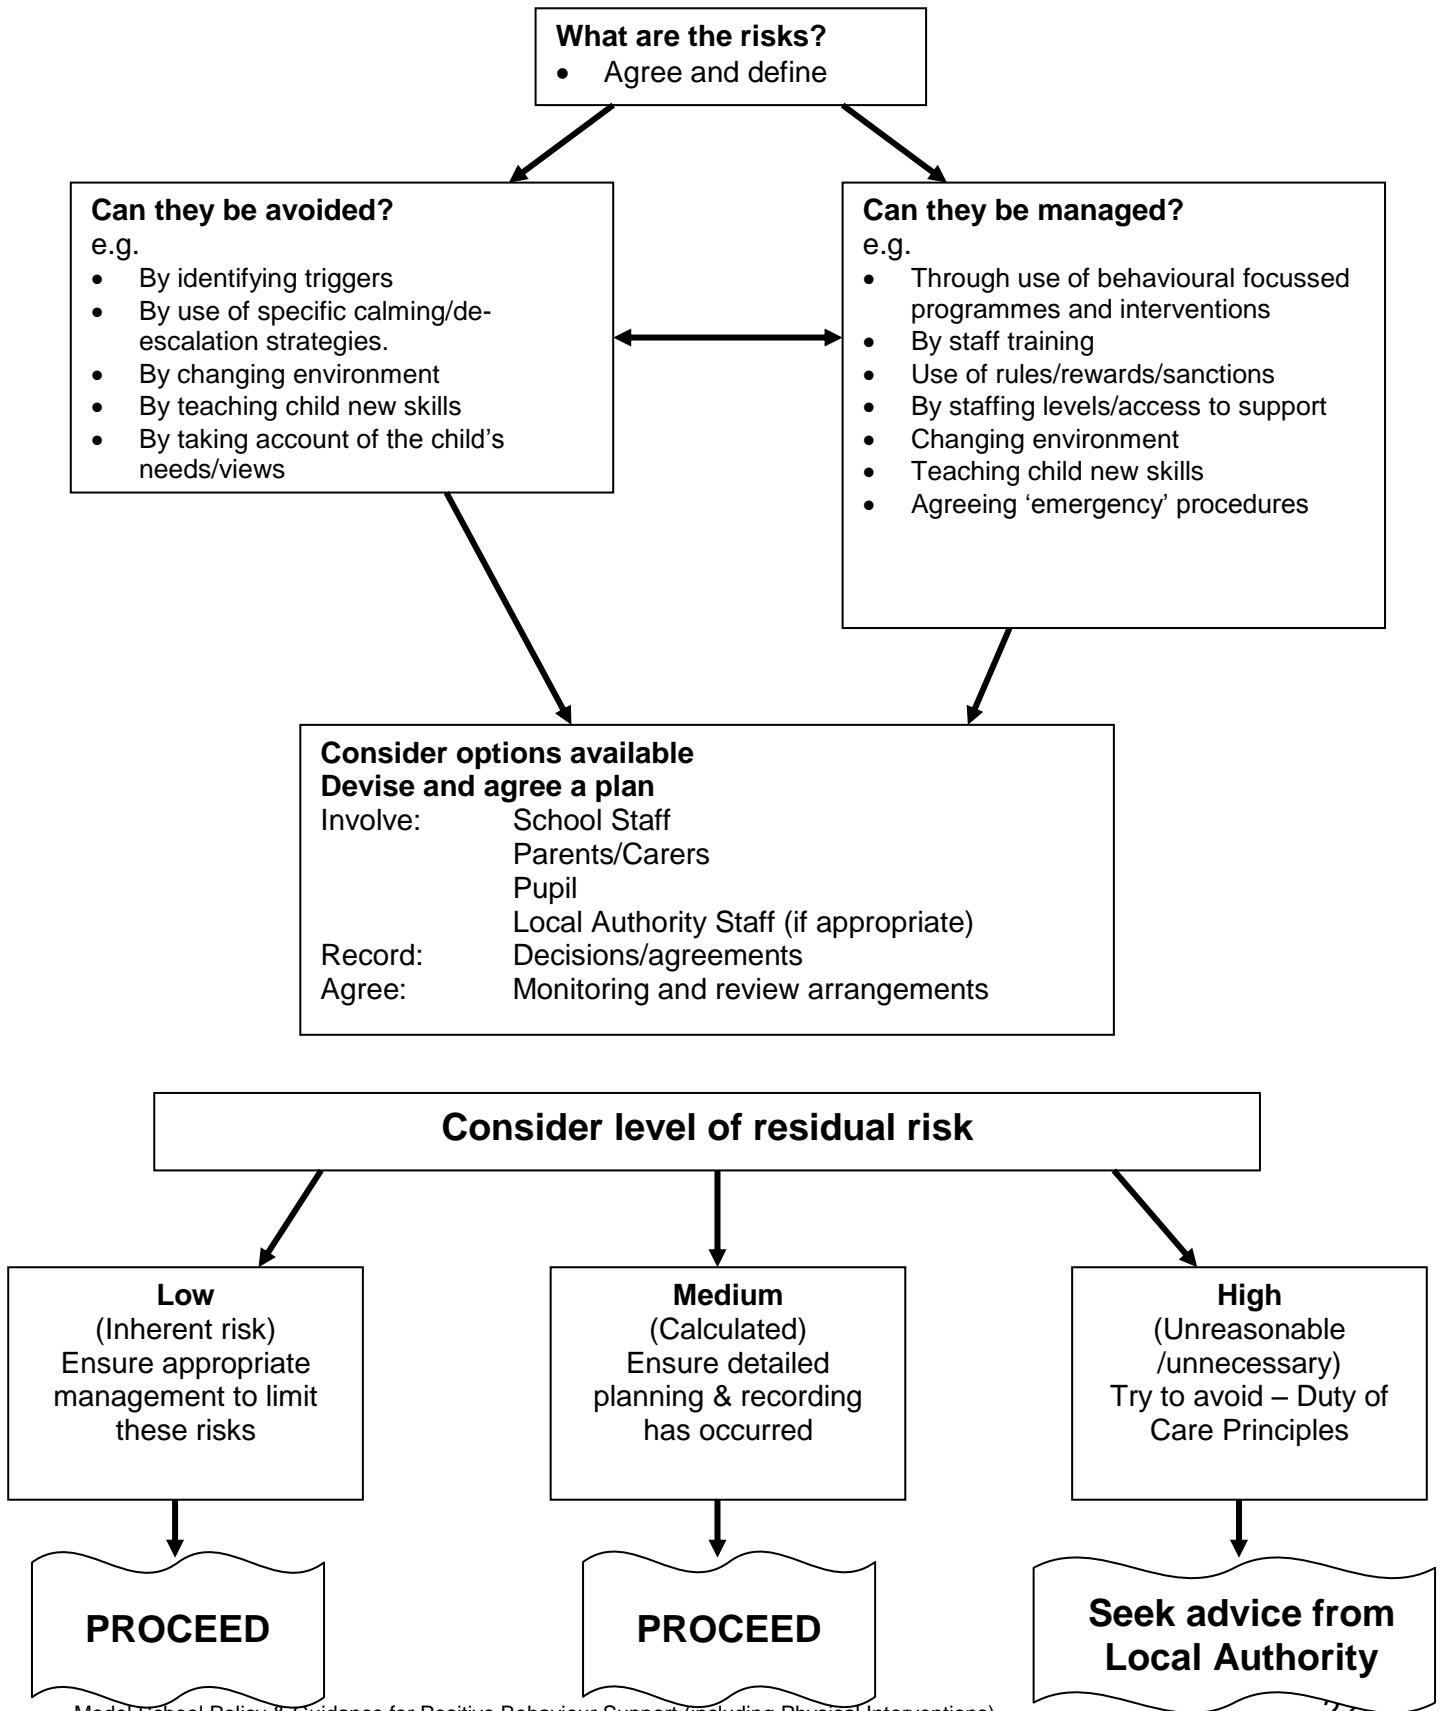 What are the risks?
• Agree and define
Can they be avoided?
e.g.
• By identifying triggers
• By use of specific calming/de-
escalation strategies.
• By changing environment
• By teaching child new skills
• By taking account of the child's
needs/views
Can they be managed?
e.g.
• Through use of behavioural focussed
programmes and interventions
• By staff training
• Use of rules/rewards/sanctions
• By staffing levels/access to support
• Changing environment
• Teaching child new skills
• Agreeing ‘emergency’ procedures
Consider options available
Devise and agree a plan
Involve: School Staff
Parents/Carers
Pupil
Local Authority Staff (if appropriate)
Record: Decisions/agreements
Agree: Monitoring and review arrangements
Consider level of residual risk
Low
(Inherent risk)
Ensure appropriate
management to limit
these risks
Medium
(Calculated)
Ensure detailed
planning & recording
has occurred
High
(Unreasonable
/unnecessary)
Try to avoid – Duty of
Care Principles
PROCEED
PROCEED
Seek advice from
Local Authority
Model School Policy & Guidance for Positive Behaviour Support (including Physical Interventions)